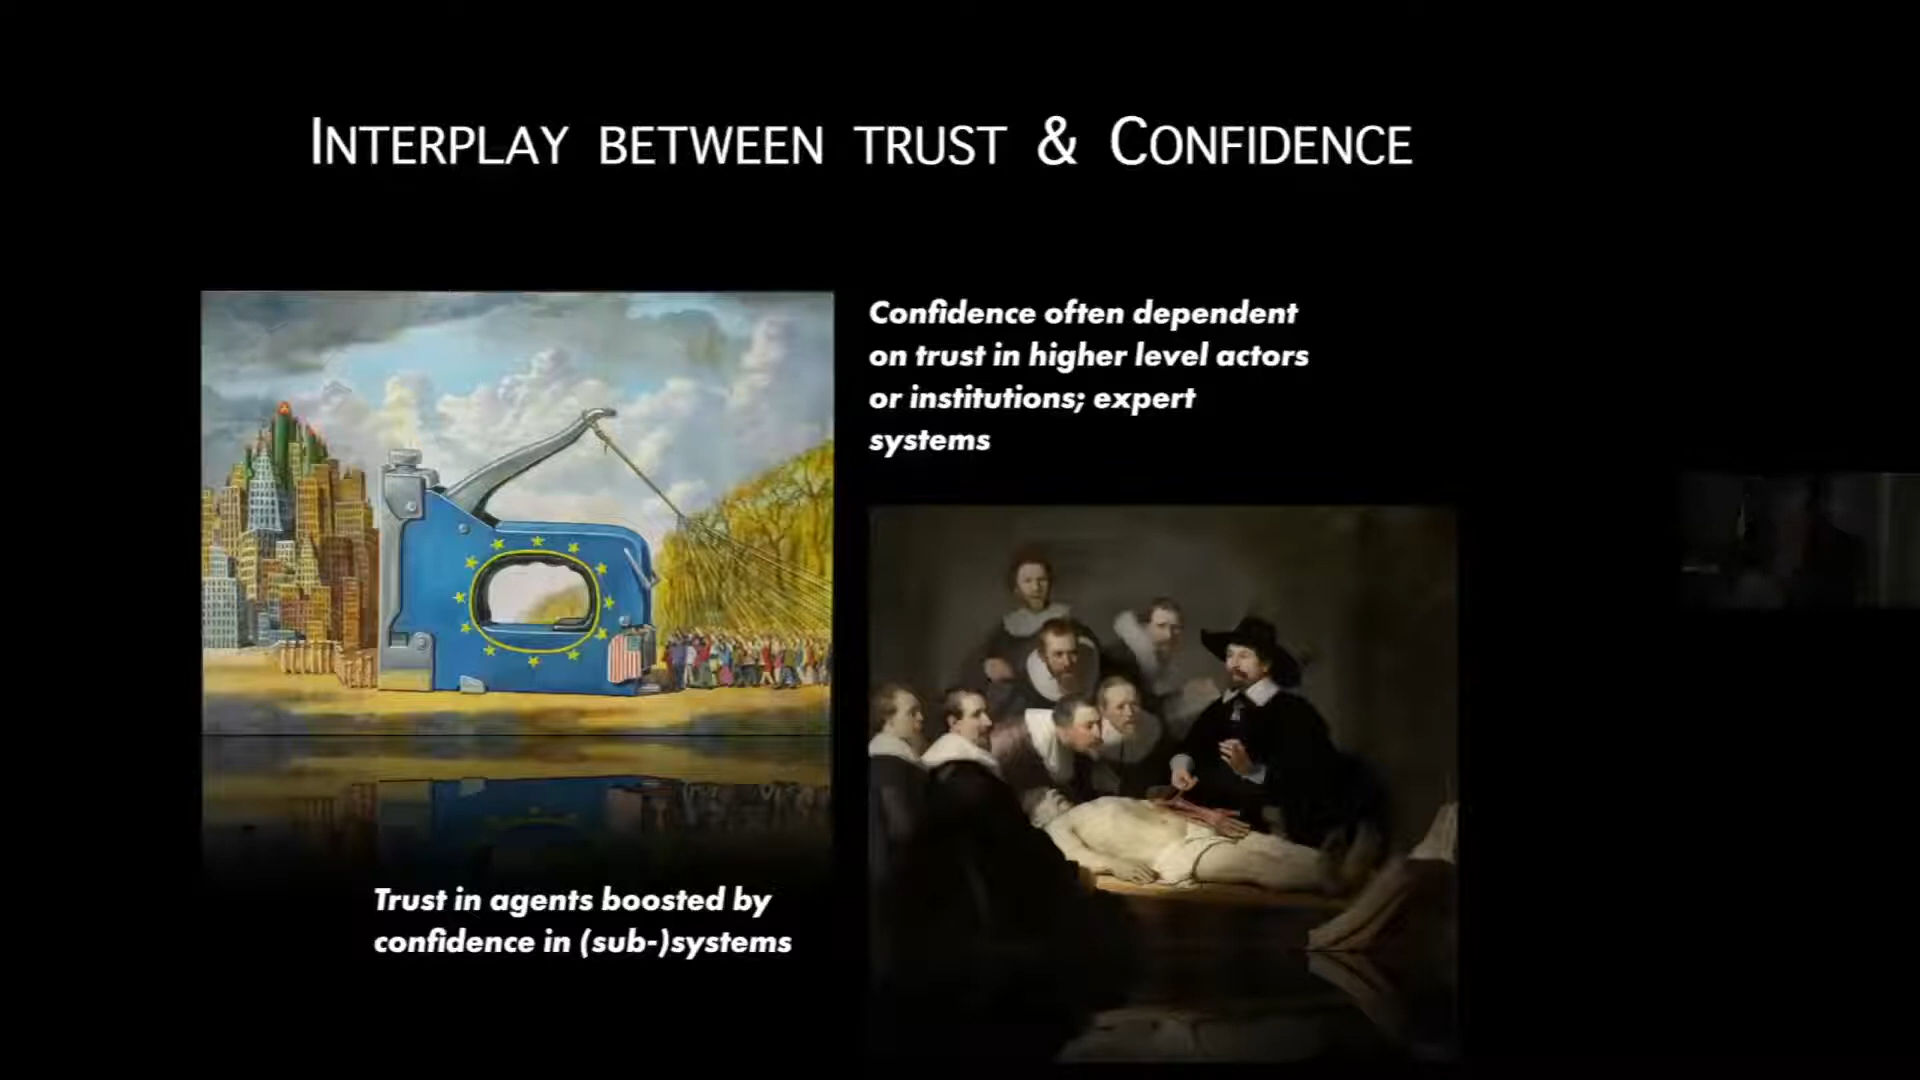 INTERPLAY BETWEEN TRUST & CONFIDENCE
Confidence often dependent
on trust in higher level actors
or institutions; expert
systems
Trust in agents boosted by
confidence in (sub-)systems